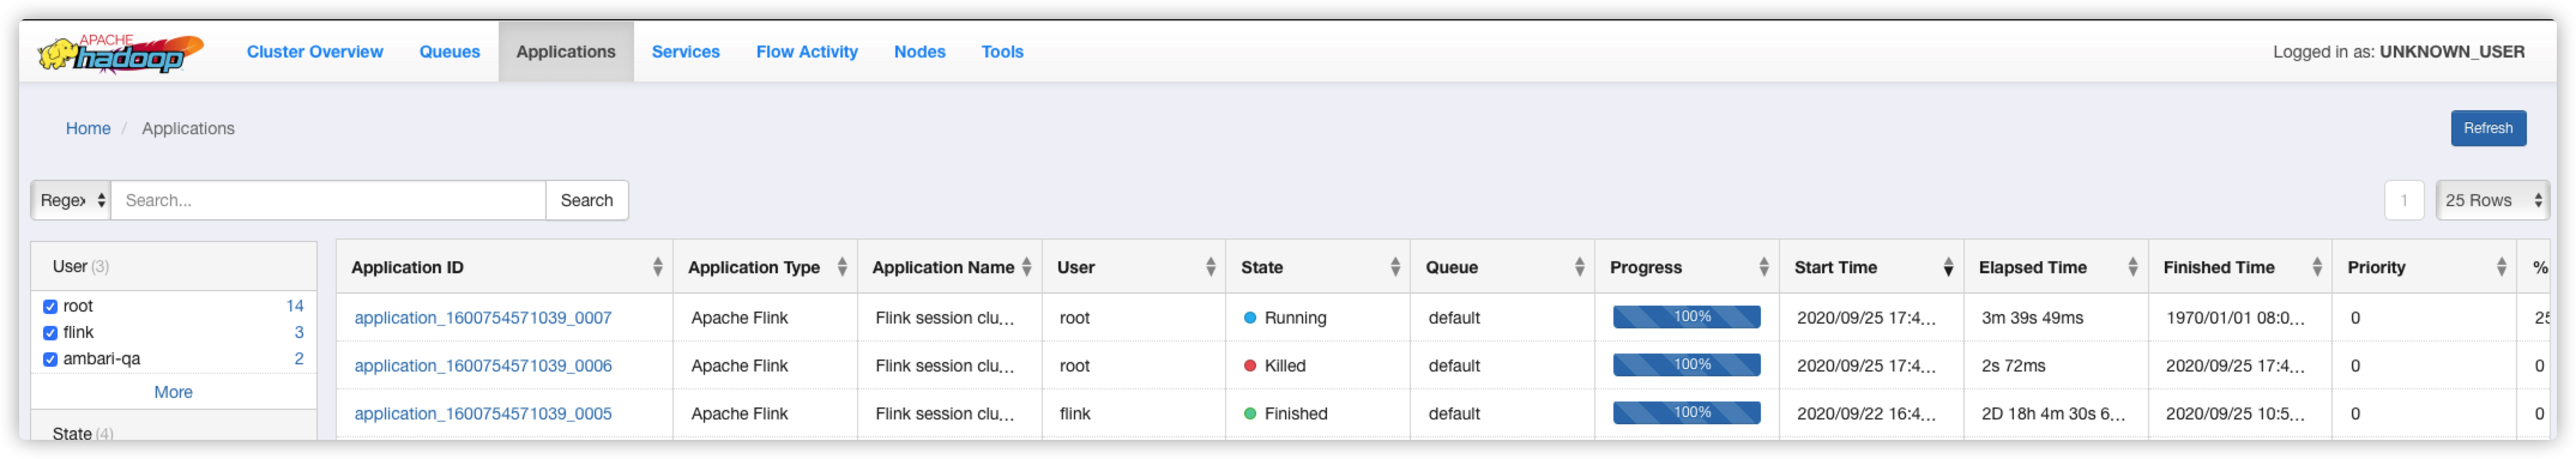 APACHE hadoop Cluster Overview Queues Applications Services Flow Activity Nodes Tools Logged in as: UNKNOWN_USER
Home / Applications Refresh
Regex Search... Search 1 25 Rows
User (3) Application ID Application Type Application Name User State Queue Progress Start Time Elapsed Time Finished Time Priority %
root 14 application_1600754571039_0007 Apache Flink Flink session clu... root Running default 100% 2020/09/25 17:4... 3m 39s 49ms 1970/01/01 08:0... 0 25
flink 3
ambari-qa 2 application_1600754571039_0006 Apache Flink Flink session clu... root Killed default 100% 2020/09/25 17:4... 2s 72ms 2020/09/25 17:4... 0 0
More
application_1600754571039_0005 Apache Flink Flink session clu... flink Finished default 100% 2020/09/22 16:4... 2D 18h 4m 30s 6... 2020/09/25 10:5... 0 0
State (4)